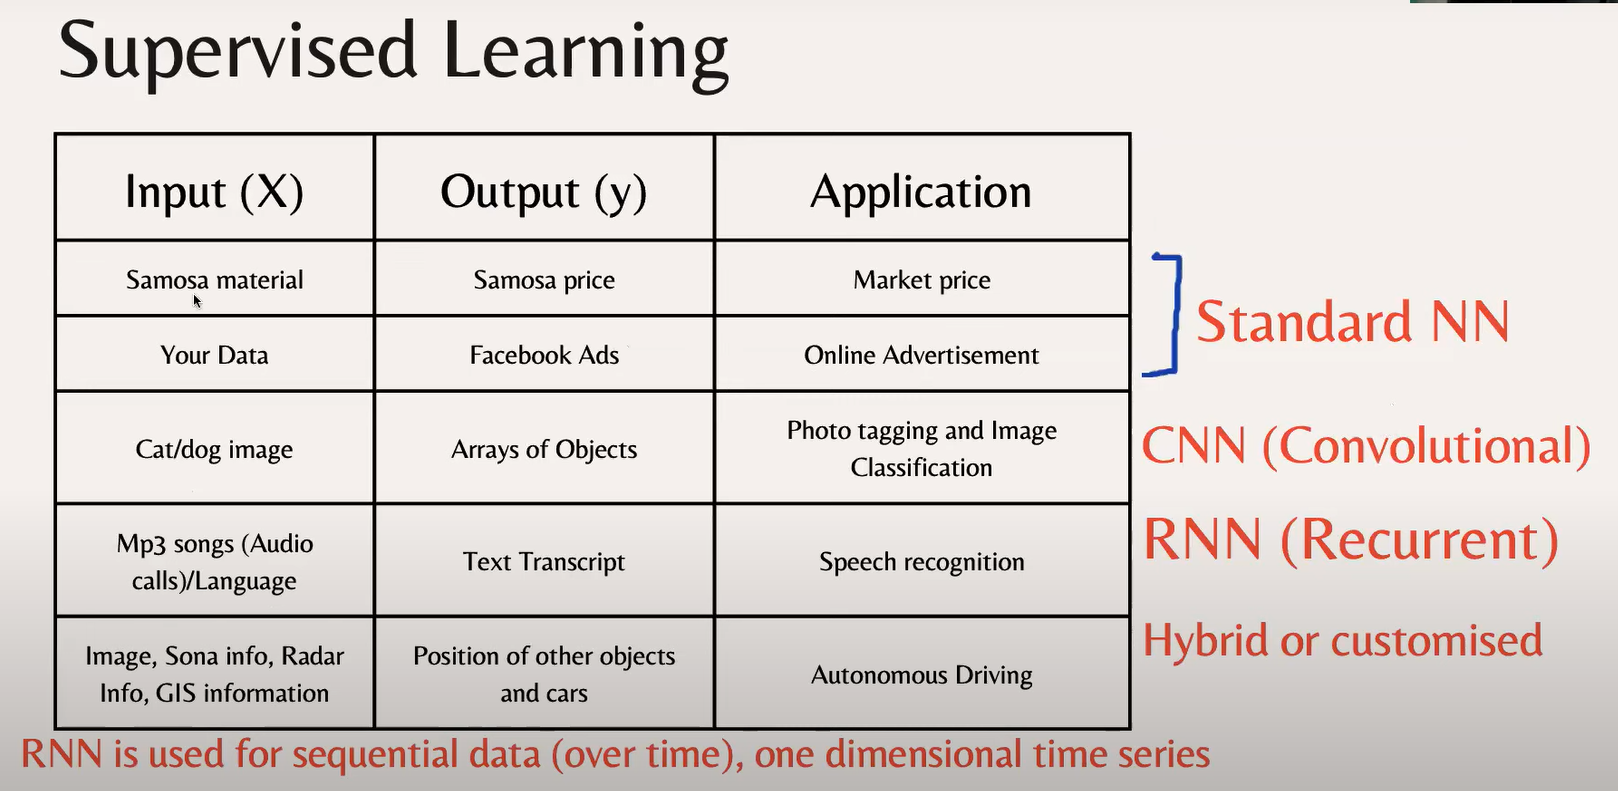 Supervised Learning
Input (X) Output (y) Application
Samosa material Samosa price Market price
Your Data Facebook Ads Online Advertisement
Standard NN
Cat/dog image Arrays of Objects Photo tagging and Image
Classification
CNN (Convolutional)
Mp3 songs (Audio
calls)/Language
Text Transcript Speech recognition
RNN (Recurrent)
Image, Sona info, Radar
Info, GIS information
Position of other objects
and cars
Autonomous Driving
Hybrid or customised
RNN is used for sequential data (over time), one dimensional time series